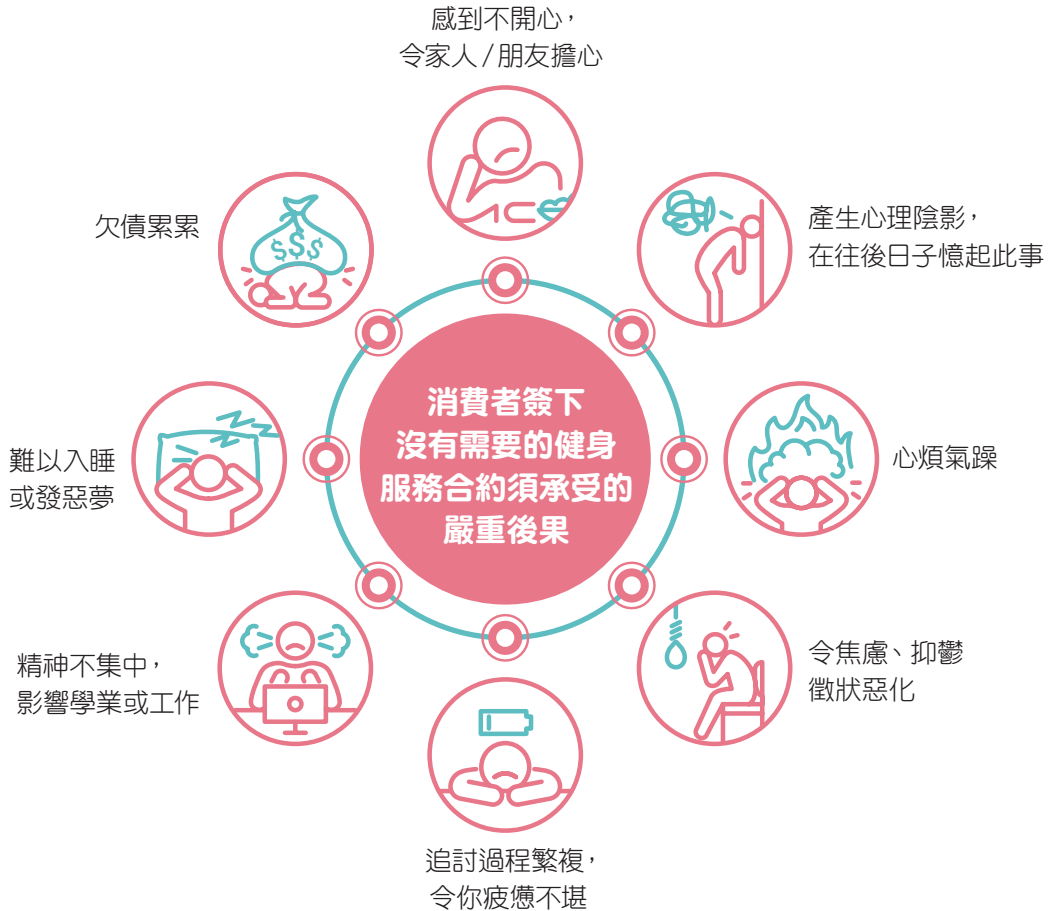 感到不開心，
令家人/朋友擔心
產生心理陰影，
在往後日子憶起此事
心煩氣躁
令焦慮、抑鬱
徵狀惡化
追討過程繁複，
令你疲憊不堪
精神不集中，
影響學業或工作
難以入睡
或發惡夢
欠債累累
$$$
消費者簽下
沒有需要的健身
服務合約須承受的
嚴重後果